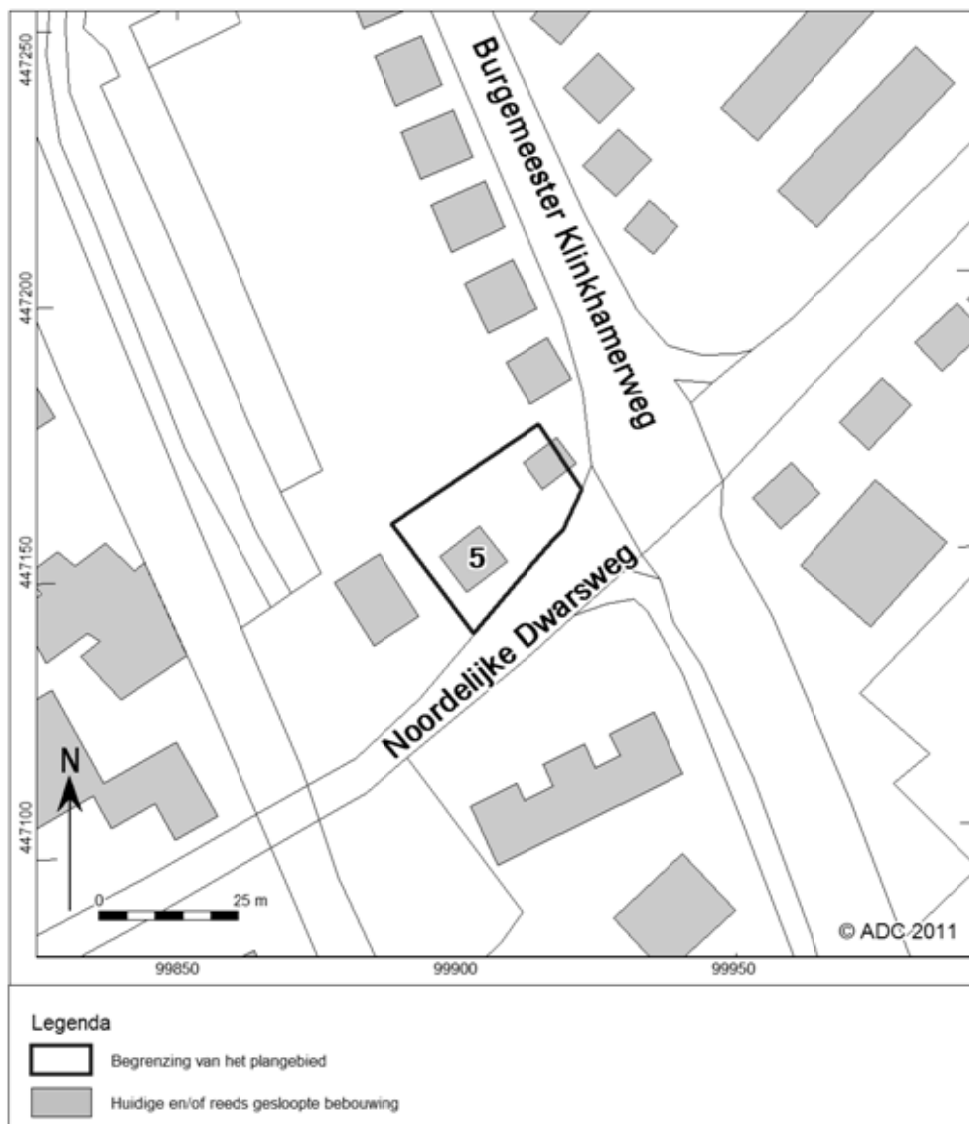 447250
447200
447150
447100
Burgemeester Klinkhamerweg
5
Noordelijke Dwarsweg
N
0 25 m
© ADC 2011
99850 99900 99950
Legenda
Begrenzing van het plangebied
Huidige en/of reeds gesloopte bebouwing